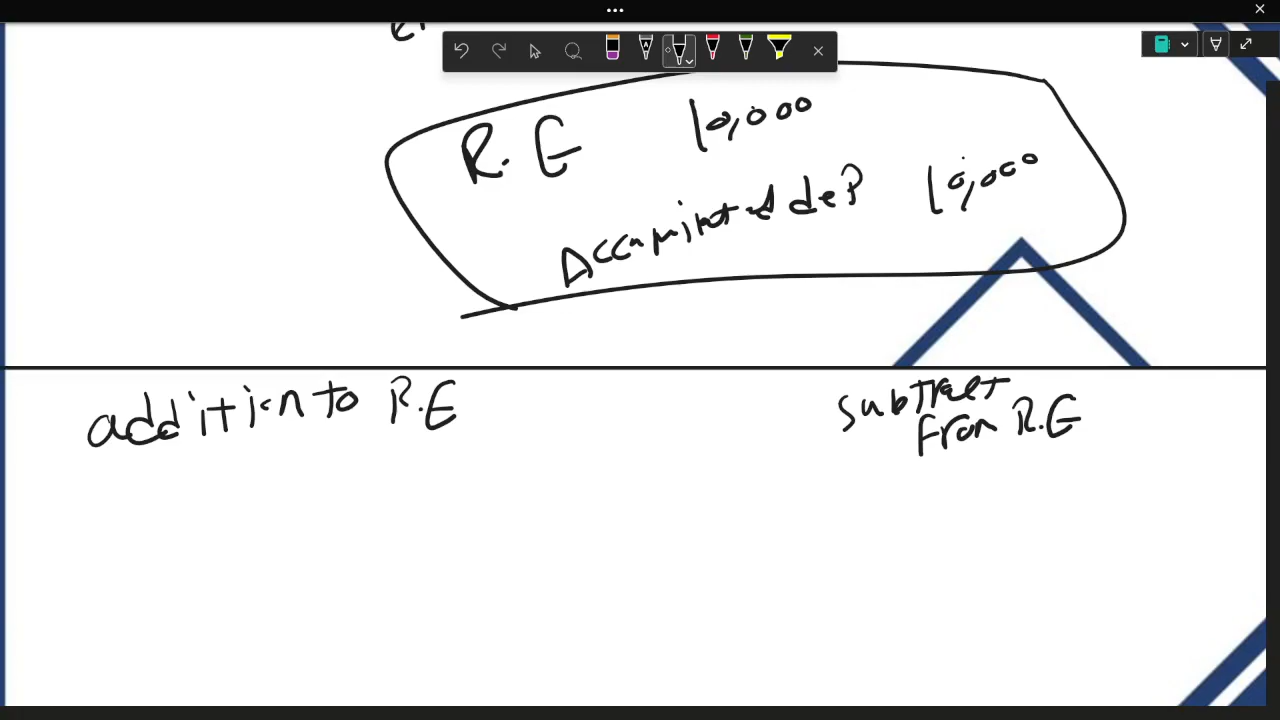 R.E 10,000
Accumulated dep 10,000
addition to R.E
subtract
from R.E